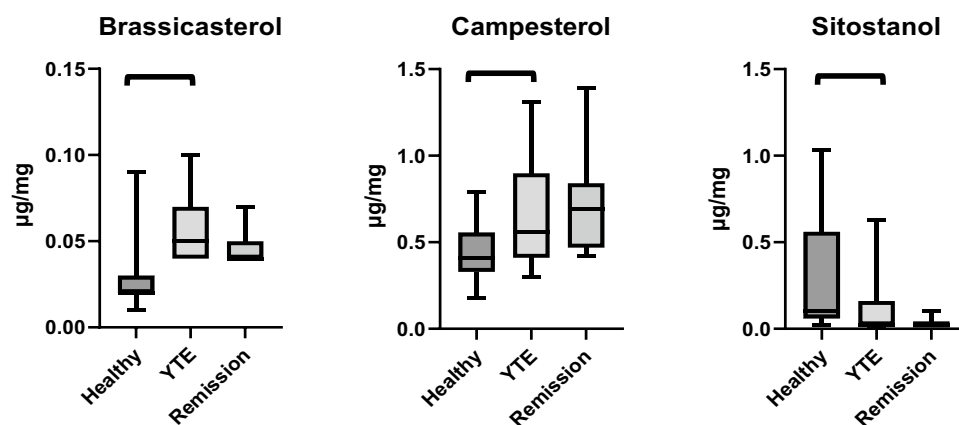 Brassicasterol
µg/mg
0.15
0.10
0.05
0.00
Healthy
YTE
Remission
Campesterol
µg/mg
1.5
1.0
0.5
0.0
Healthy
YTE
Remission
Sitostanol
µg/mg
1.5
1.0
0.5
0.0
Healthy
YTE
Remission